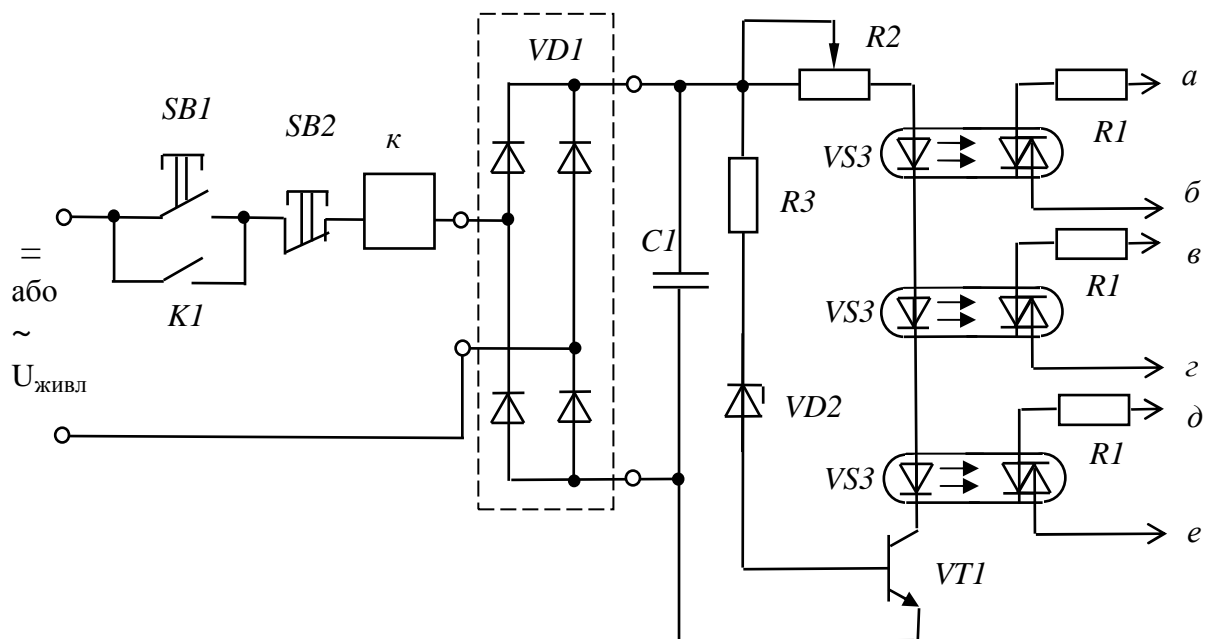 VD1
R2
SB1
SB2
к
VS3
R1
а
б
R3
C1
=
або
~
Uживл
K1
VS3
R1
в
г
VD2
VS3
R1
д
е
VT1